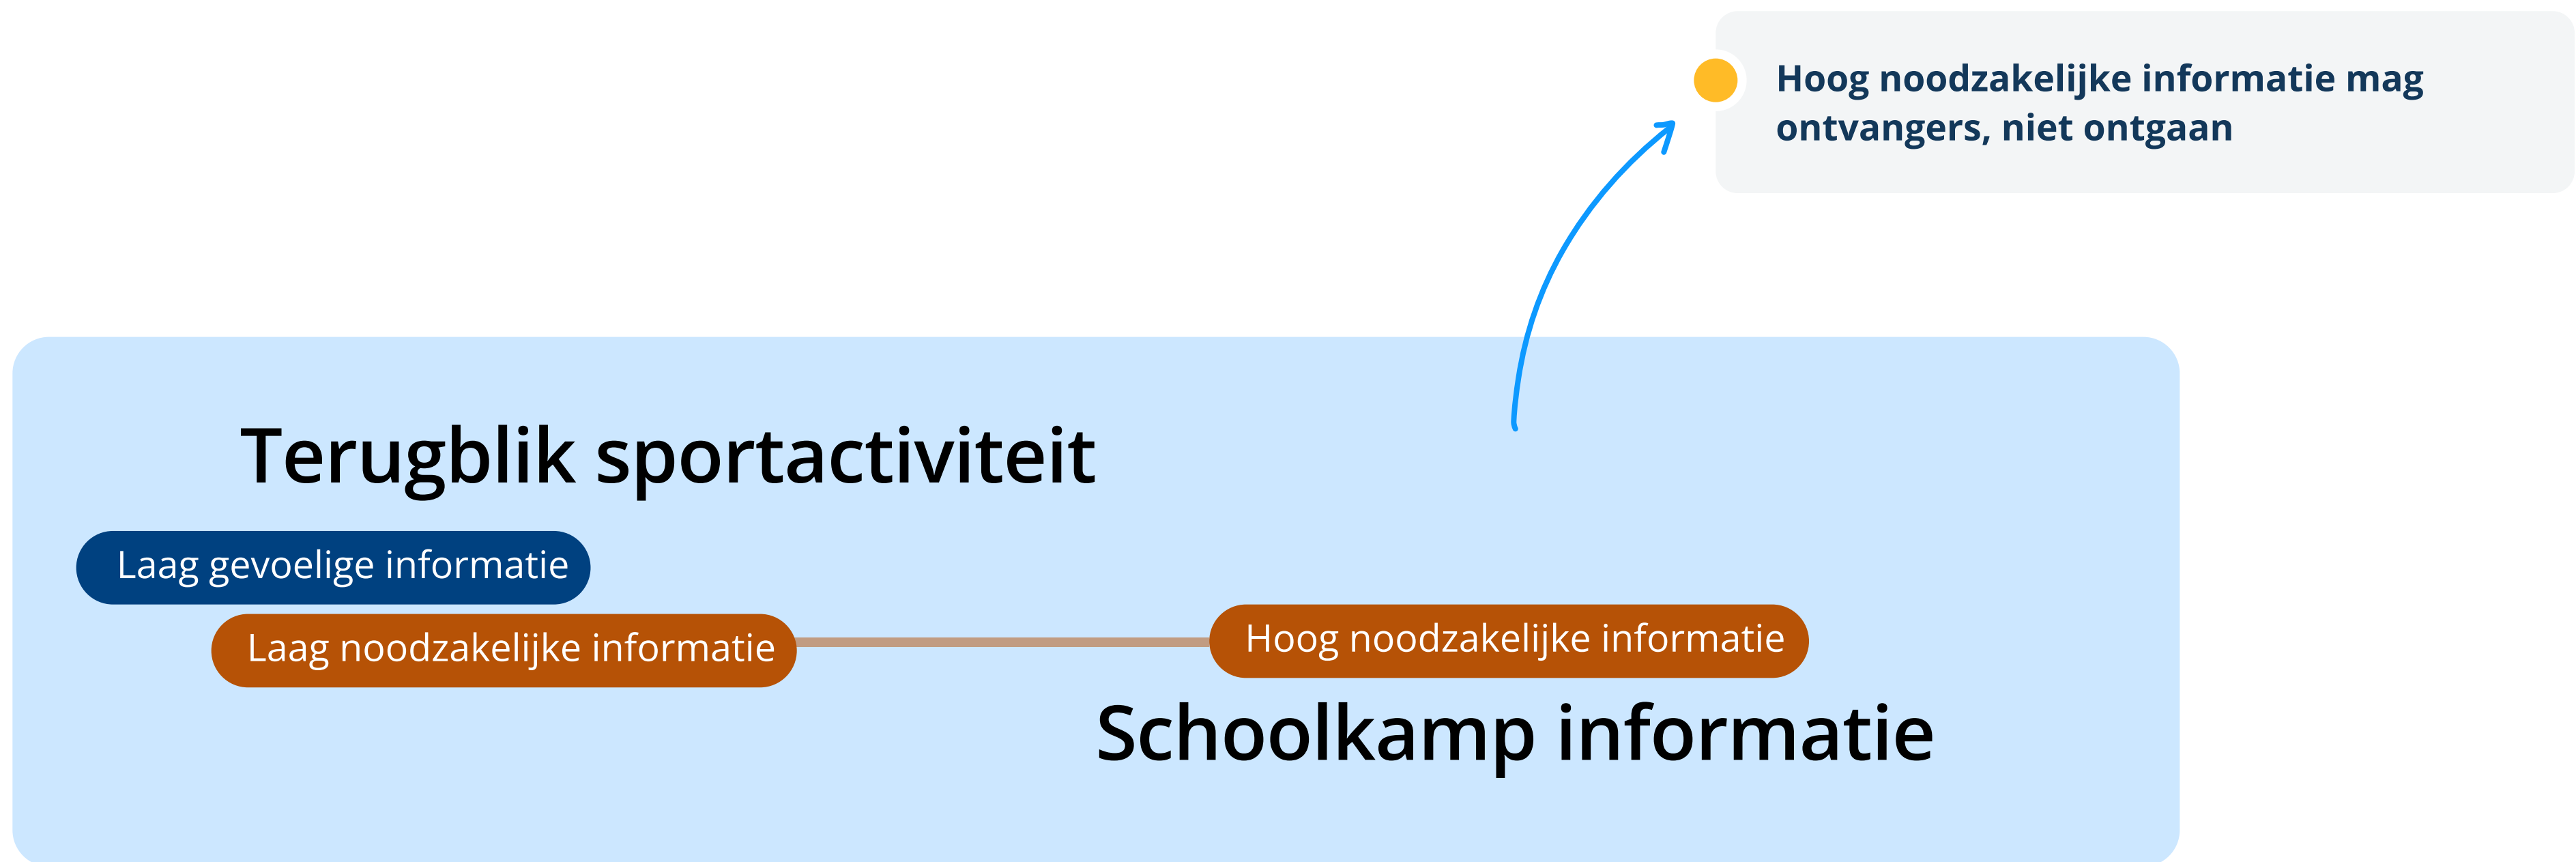 Hoog noodzakelijke informatie mag
ontvangers, niet ontgaan
Terugblik sportactiviteit
Laag gevoelige informatie
Laag noodzakelijke informatie
Hoog noodzakelijke informatie
Schoolkamp informatie